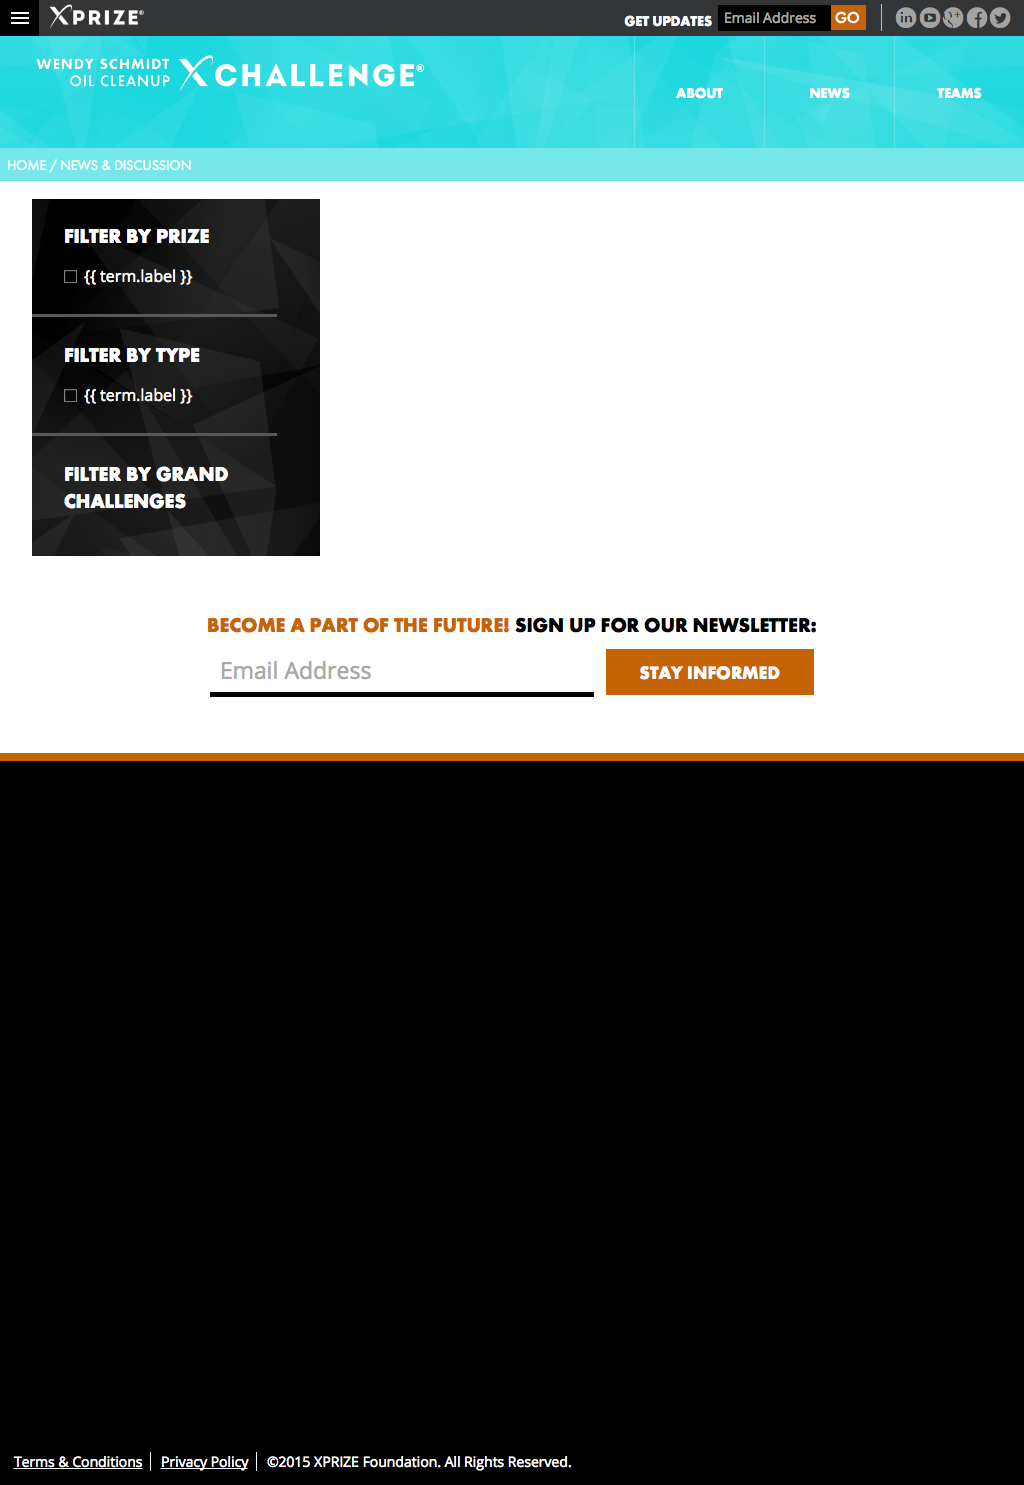 XPRIZE®
GET UPDATES Email Address GO
WENDY SCHMIDT
OIL CLEANUP
XCHALLENGE®
ABOUT NEWS TEAMS
HOME / NEWS & DISCUSSION
FILTER BY PRIZE
{{ term.label }}
FILTER BY TYPE
{{ term.label }}
FILTER BY GRAND
CHALLENGES
BECOME A PART OF THE FUTURE! SIGN UP FOR OUR NEWSLETTER:
Email Address STAY INFORMED
Terms & Conditions Privacy Policy ©2015 XPRIZE Foundation. All Rights Reserved.